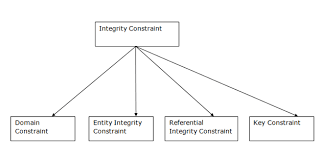 Integrity Constraint
Domain
Constraint
Entity Integrity
Constraint
Referential
Integrity Constraint
Key Constraint